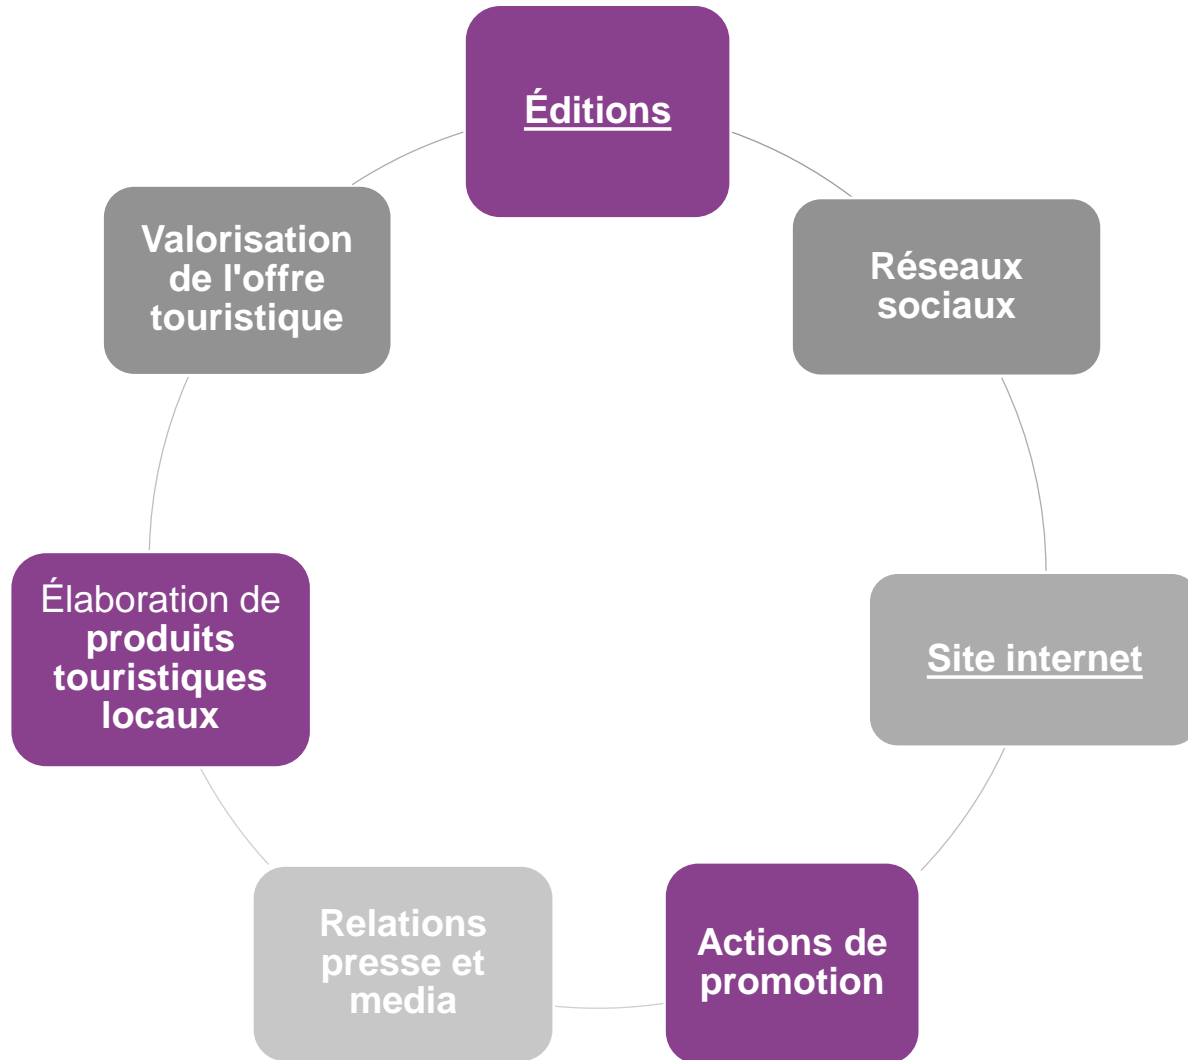 Éditions
Réseaux
sociaux
Site internet
Actions de
promotion
Relations
presse et
media
Élaboration de
produits
touristiques
locaux
Valorisation
de l'offre
touristique